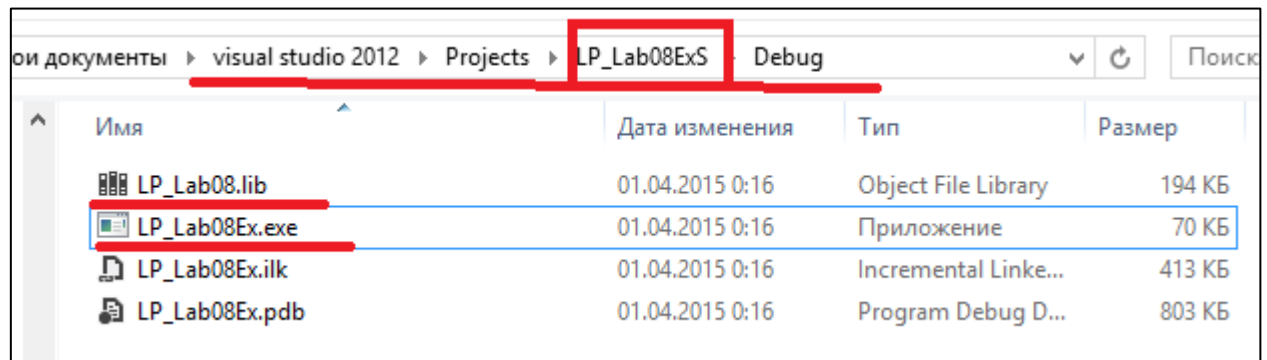 ои документы visual studio 2012 Projects LP_Lab08ExS Debug Поиск
Имя Дата изменения Тип Размер
LP_Lab08.lib 01.04.2015 0:16 Object File Library 194 КБ
LP_Lab08Ex.exe 01.04.2015 0:16 Приложение 70 КБ
LP_Lab08Ex.ilk 01.04.2015 0:16 Incremental Linke... 413 КБ
LP_Lab08Ex.pdb 01.04.2015 0:16 Program Debug D... 803 КБ